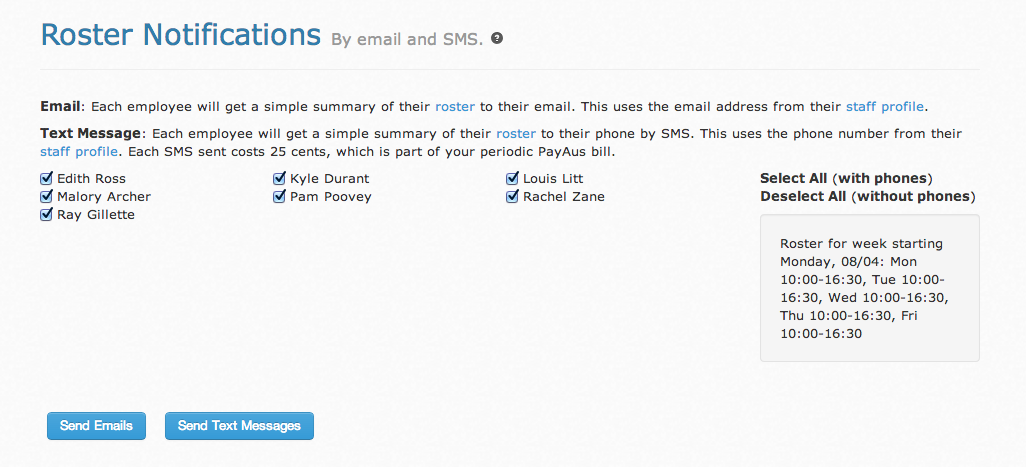 Roster Notifications By email and SMS. ?
Email: Each employee will get a simple summary of their roster to their email. This uses the email address from their staff profile.
Text Message: Each employee will get a simple summary of their roster to their phone by SMS. This uses the phone number from their
staff profile. Each SMS sent costs 25 cents, which is part of your periodic PayAus bill.
Edith Ross
Kyle Durant
Louis Litt
Malory Archer
Pam Poovey
Rachel Zane
Ray Gillette
Select All (with phones)
Deselect All (without phones)
Roster for week starting
Monday, 08/04: Mon
10:00-16:30, Tue 10:00-
16:30, Wed 10:00-16:30,
Thu 10:00-16:30, Fri
10:00-16:30
Send Emails
Send Text Messages